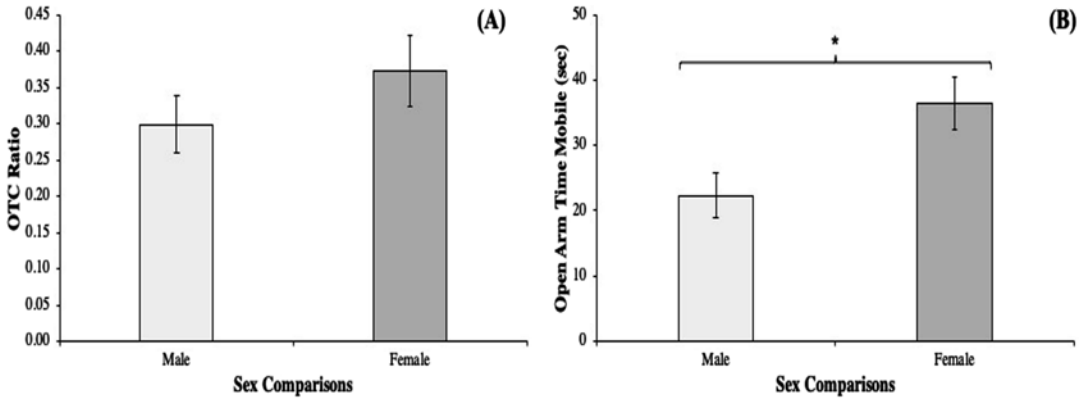 (A)
OTC Ratio
0.45
0.40
0.35
0.30
0.25
0.20
0.15
0.10
0.05
0.00
Male
Female
Sex Comparisons
(B)
Open Arm Time Mobile (sec)
50
40
30
20
10
0
*
Male
Female
Sex Comparisons